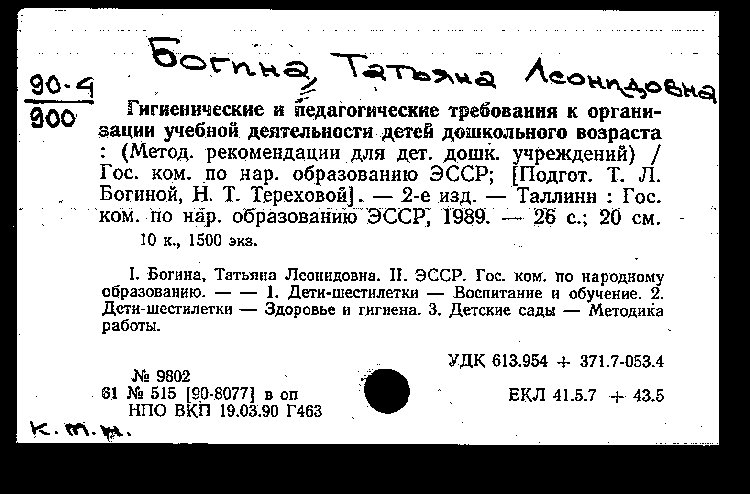 Богина, Татьяна Леонидовна
90-4
900
Гигиенические и педагогические требования к органи-
зации учебной деятельности детей дошкольного возраста
: (Метод. рекомендации для дет. дошк. учреждений) /
Гос. ком. по нар. образованию ЭССР; [Подгот. Т. Л.
Богиной, Н. Т. Тереховой]. — 2-е изд. — Таллинн : Гос.
ком. по нар. образованию ЭССР, 1989. — 26 с.; 20 см.
10 к., 1500 экз.
I. Богина, Татьяна Леонидовна. II. ЭССР. Гос. ком. по народному
образованию. — — 1. Дети-шестилетки — Воспитание и обучение. 2.
Дети-шестилетки — Здоровье и гигиена. 3. Детские сады — Методика
работы.
УДК 613.954 + 371.7-053.4
№ 9802
61 № 515 [90-8077] в оп
ЕКЛ 41.5.7 + 43.5
НПО ВКП 19.03.90 Г463
к.т.н.